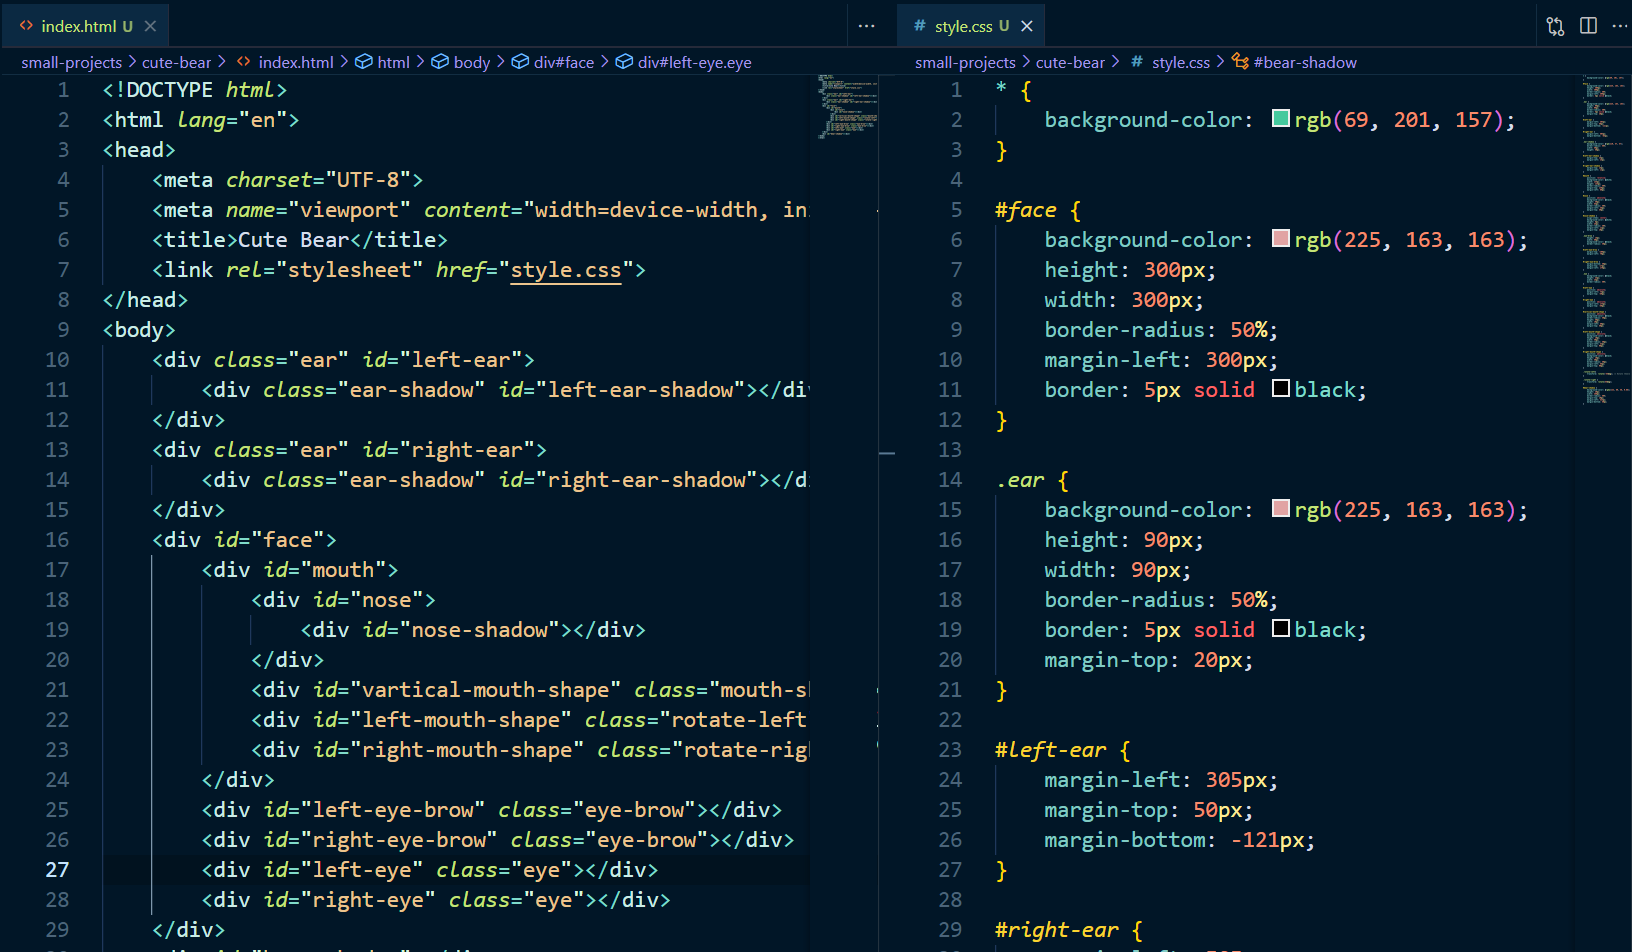 index.html U
small-projects > cute-bear > index.html > html > body > div#face > div#left-eye.eye
1 <!DOCTYPE html>
2 <html lang="en">
3 <head>
4 <meta charset="UTF-8">
5 <meta name="viewport" content="width=device-width, in
6 <title>Cute Bear</title>
7 <link rel="stylesheet" href="style.css">
8 </head>
9 <body>
10 <div class="ear" id="left-ear">
11 <div class="ear-shadow" id="left-ear-shadow"></di
12 </div>
13 <div class="ear" id="right-ear">
14 <div class="ear-shadow" id="right-ear-shadow"></d
15 </div>
16 <div id="face">
17 <div id="mouth">
18 <div id="nose">
19 <div id="nose-shadow"></div>
20 </div>
21 <div id="vartical-mouth-shape" class="mouth-s
22 <div id="left-mouth-shape" class="rotate-left
23 <div id="right-mouth-shape" class="rotate-rig
24 </div>
25 <div id="left-eye-brow" class="eye-brow"></div>
26 <div id="right-eye-brow" class="eye-brow"></div>
27 <div id="left-eye" class="eye"></div>
28 <div id="right-eye" class="eye"></div>
29 </div>
# style.css U
small-projects > cute-bear > # style.css > #bear-shadow
1 * {
2 background-color: rgb(69, 201, 157);
3 }
4
5 #face {
6 background-color: rgb(225, 163, 163);
7 height: 300px;
8 width: 300px;
9 border-radius: 50%;
10 margin-left: 300px;
11 border: 5px solid black;
12 }
13
14 .ear {
15 background-color: rgb(225, 163, 163);
16 height: 90px;
17 width: 90px;
18 border-radius: 50%;
19 border: 5px solid black;
20 margin-top: 20px;
21 }
22
23 #left-ear {
24 margin-left: 305px;
25 margin-top: 50px;
26 margin-bottom: -121px;
27 }
28
29 #right-ear {